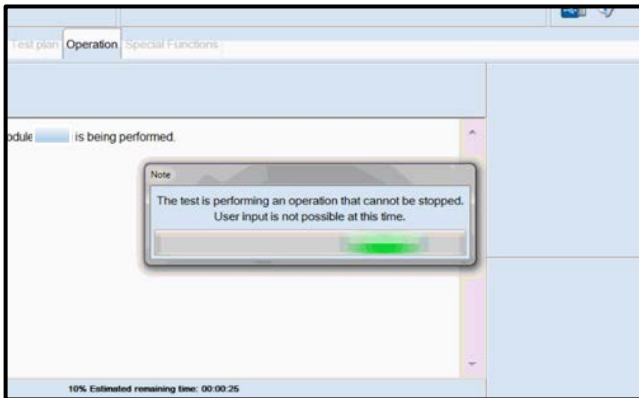 Test plan Operation Special Functions
odule is being performed.
Note
The test is performing an operation that cannot be stopped.
User input is not possible at this time.
10% Estimated remaining time: 00:00:25